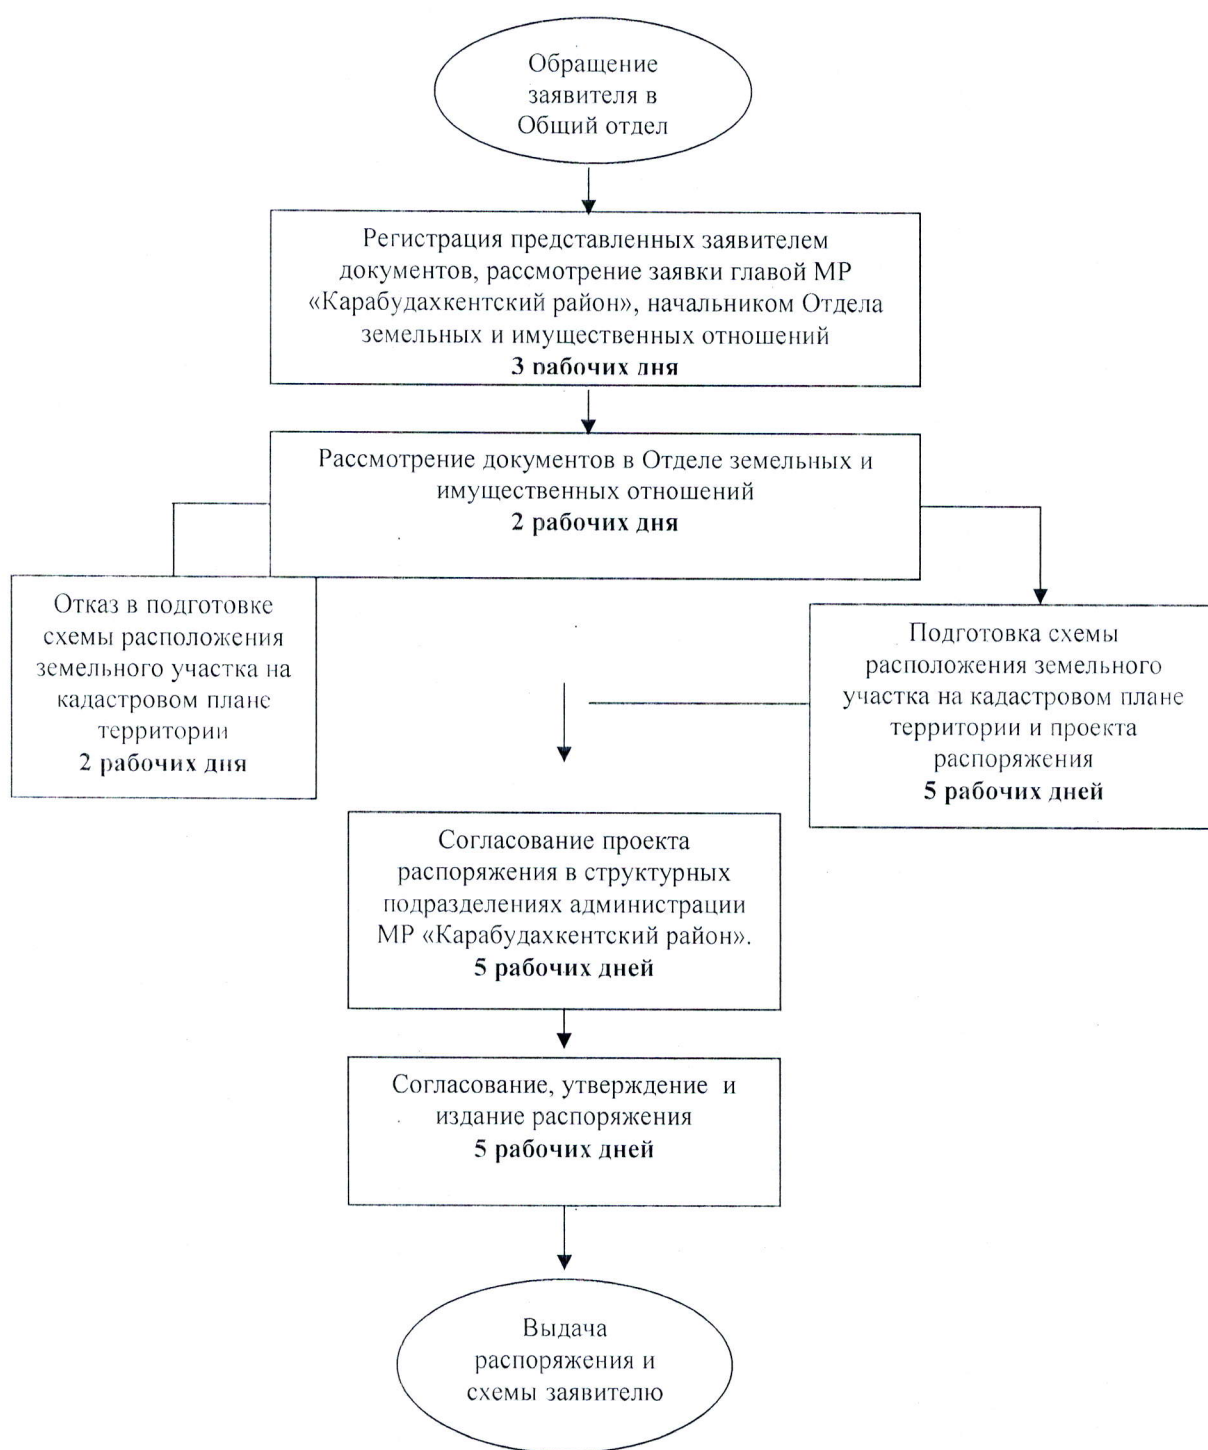 Обращение
заявителя в
Общий отдел
Регистрация представленных заявителем
документов, рассмотрение заявки главой МР
«Карабудахкентский район», начальником Отдела
земельных и имущественных отношений
3 рабочих дня
Рассмотрение документов в Отделе земельных и
имущественных отношений
2 рабочих дня
Отказ в подготовке
схемы расположения
земельного участка на
кадастровом плане
территории
2 рабочих дня
Подготовка схемы
расположения земельного
участка на кадастровом плане
территории и проекта
распоряжения
5 рабочих дней
Согласование проекта
распоряжения в структурных
подразделениях администрации
МР «Карабудахкентский район».
5 рабочих дней
Согласование, утверждение и
издание распоряжения
5 рабочих дней
Выдача
распоряжения и
схемы заявителю